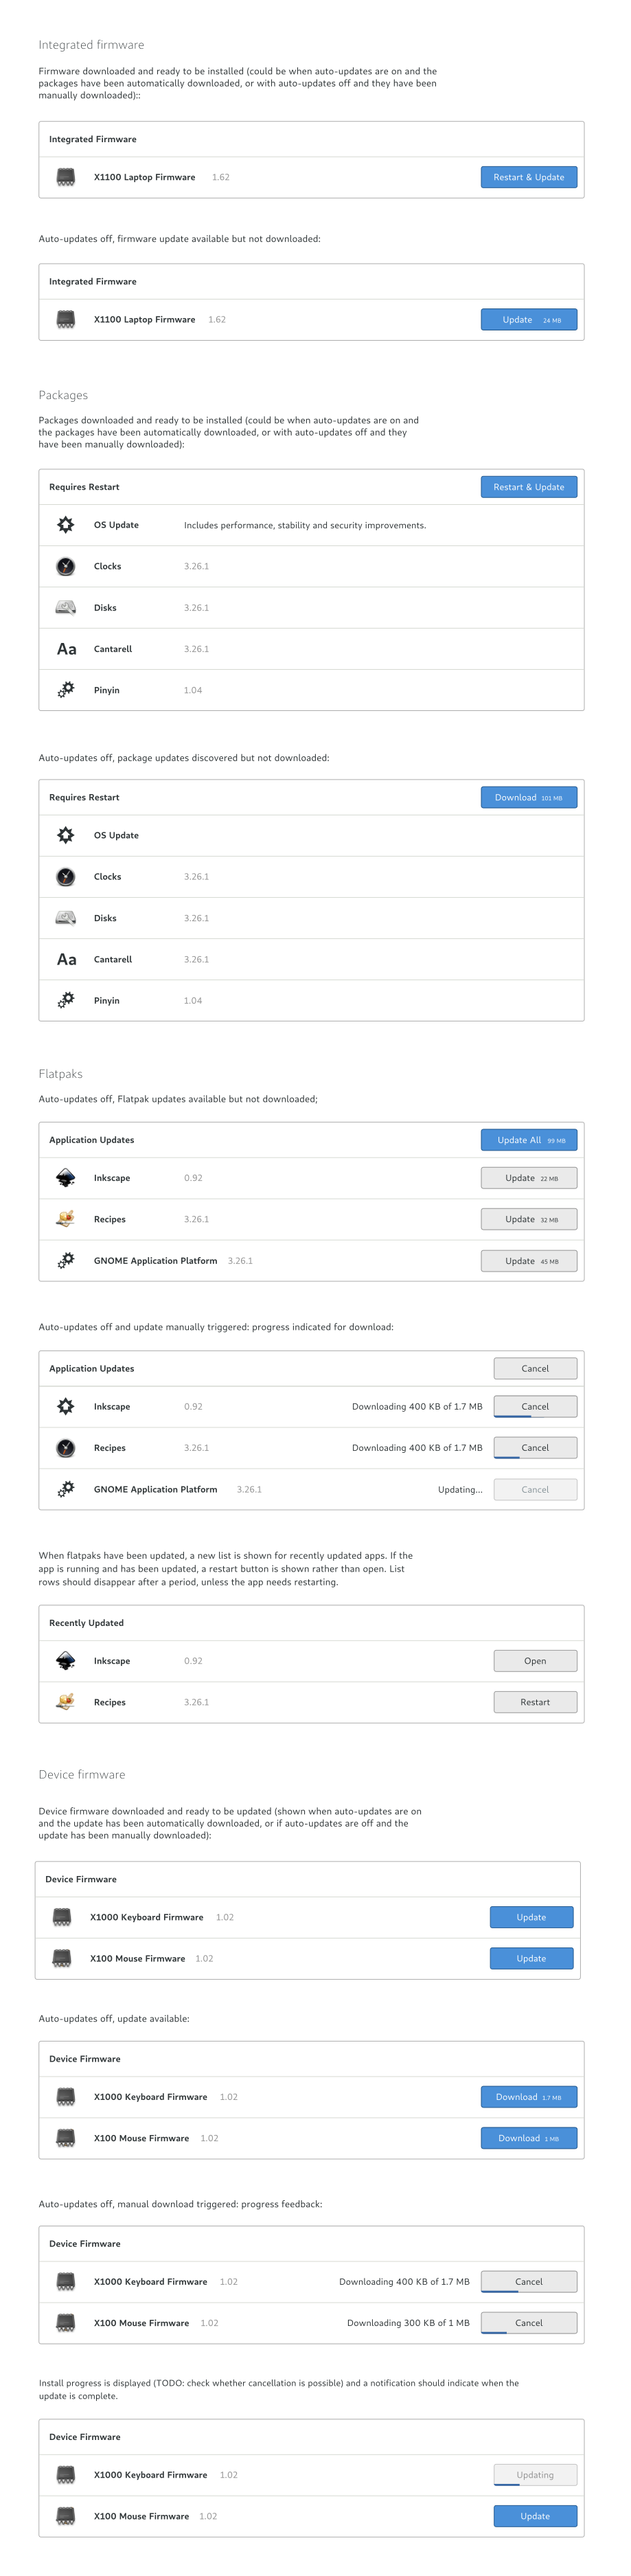 Integrated firmware
Firmware downloaded and ready to be installed (could be when auto-updates are on and the
packages have been automatically downloaded, or with auto-updates off and they have been
manually downloaded)::
Integrated Firmware
X1100 Laptop Firmware 1.62 Restart & Update
Auto-updates off, firmware update available but not downloaded:
Integrated Firmware
X1100 Laptop Firmware 1.62 Update 24 MB
Packages
Packages downloaded and ready to be installed (could be when auto-updates are on and
the packages have been automatically downloaded, or with auto-updates off and they
have been manually downloaded):
Requires Restart Restart & Update
OS Update Includes performance, stability and security improvements.
Clocks 3.26.1
Disks 3.26.1
Aa Cantarell 3.26.1
Pinyin 1.04
Auto-updates off, package updates discovered but not downloaded:
Requires Restart Download 101 MB
OS Update
Clocks 3.26.1
Disks 3.26.1
Aa Cantarell 3.26.1
Pinyin 1.04
Flatpaks
Auto-updates off, Flatpak updates available but not downloaded;
Application Updates Update All 99 MB
Inkscape 0.92 Update 22 MB
Recipes 3.26.1 Update 32 MB
GNOME Application Platform 3.26.1 Update 45 MB
Auto-updates off and update manually triggered: progress indicated for download:
Application Updates Cancel
Inkscape 0.92 Downloading 400 KB of 1.7 MB Cancel
Recipes 3.26.1 Downloading 400 KB of 1.7 MB Cancel
GNOME Application Platform 3.26.1 Updating... Cancel
When flatpaks have been updated, a new list is shown for recently updated apps. If the
app is running and has been updated, a restart button is shown rather than open. List
rows should disappear after a period, unless the app needs restarting.
Recently Updated
Inkscape 0.92 Open
Recipes 3.26.1 Restart
Device firmware
Device firmware downloaded and ready to be updated (shown when auto-updates are on
and the update has been automatically downloaded, or if auto-updates are off and the
update has been manually downloaded):
Device Firmware
X1000 Keyboard Firmware 1.02 Update
X100 Mouse Firmware 1.02 Update
Auto-updates off, update available:
Device Firmware
X1000 Keyboard Firmware 1.02 Download 1.7 MB
X100 Mouse Firmware 1.02 Download 1 MB
Auto-updates off, manual download triggered: progress feedback:
Device Firmware
X1000 Keyboard Firmware 1.02 Downloading 400 KB of 1.7 MB Cancel
X100 Mouse Firmware 1.02 Downloading 300 KB of 1 MB Cancel
Install progress is displayed (TODO: check whether cancellation is possible) and a notification should indicate when the
update is complete.
Device Firmware
X1000 Keyboard Firmware 1.02 Updating
X100 Mouse Firmware 1.02 Update